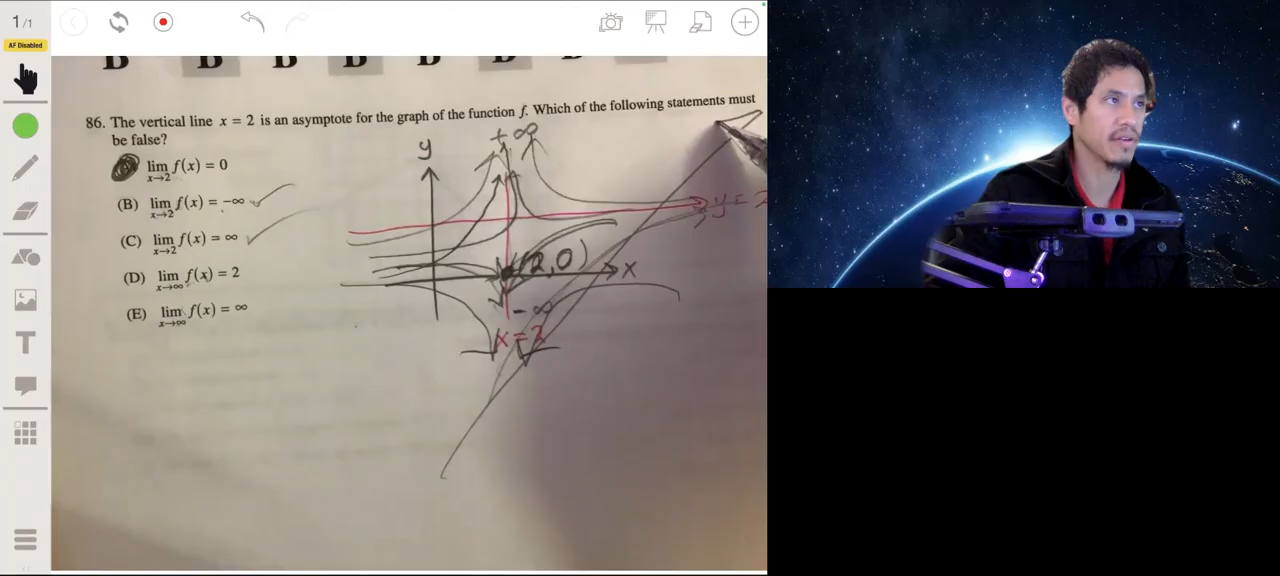 1/1
AF Disabled
86. The vertical line x = 2 is an asymptote for the graph of the function f. Which of the following statements must
be false?
lim x→2 f(x) = 0
(B) lim x→2 f(x) = -∞
(C) lim x→2 f(x) = ∞
(D) lim x→∞ f(x) = 2
(E) lim x→∞ f(x) = ∞
+∞
y
y = 2
(2,0)
x
-∞
x = 2
T